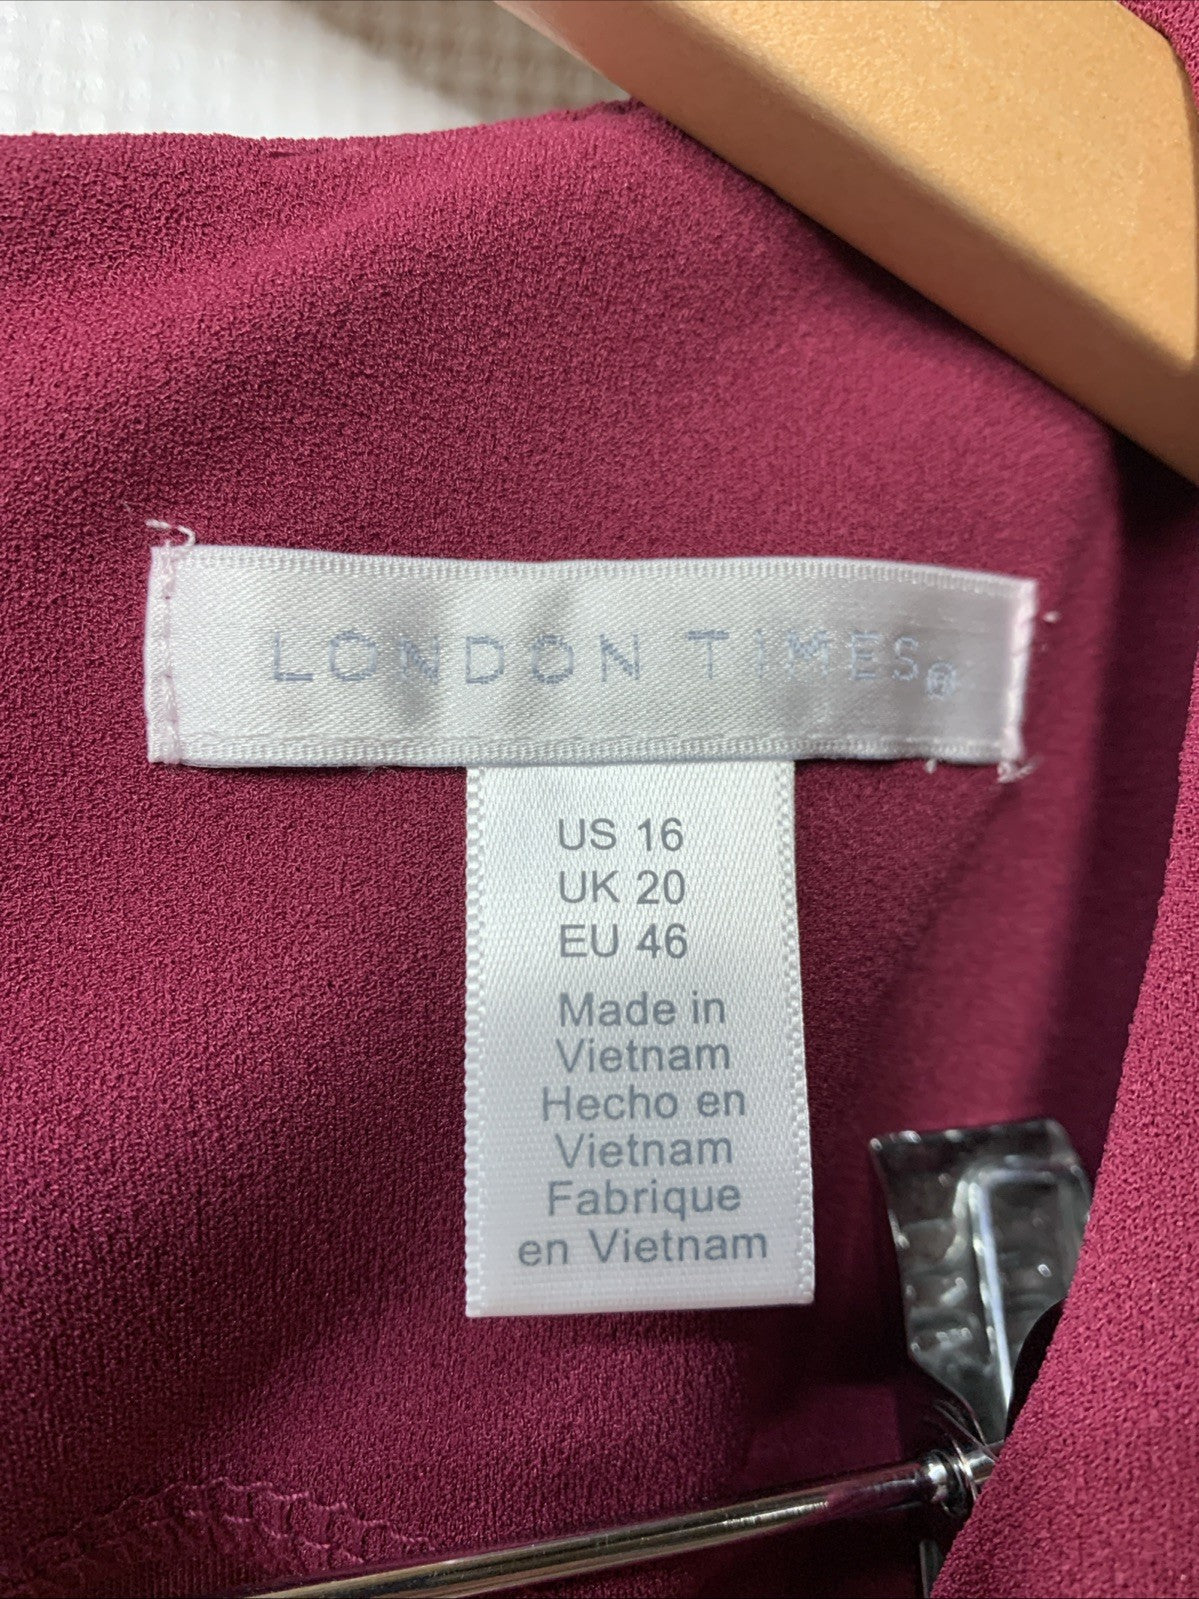 LONDON TIMES®
US 16
UK 20
EU 46
Made in
Vietnam
Hecho en
Vietnam
Fabrique
en Vietnam